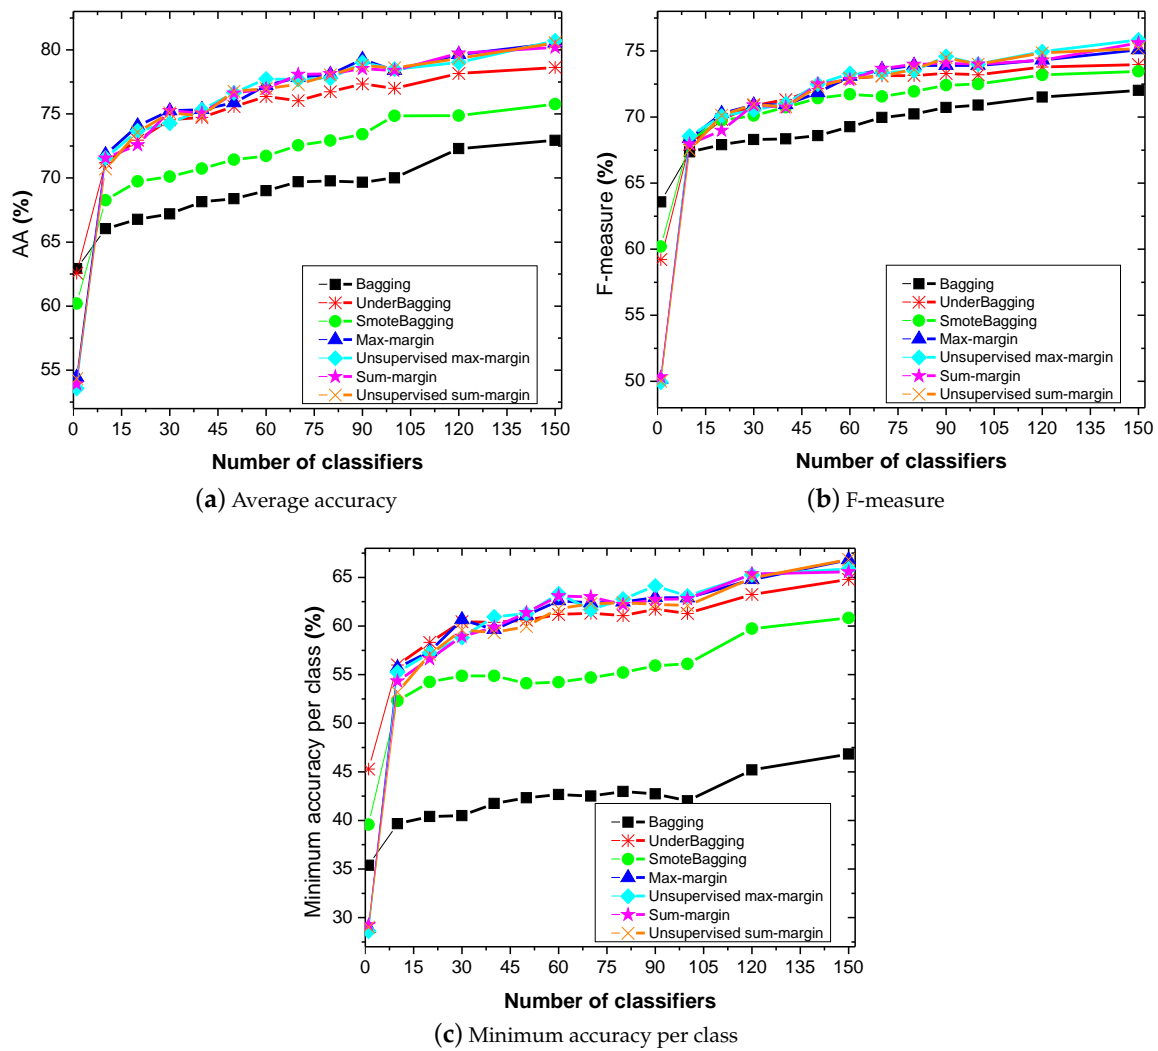 80
75
70
65
60
55
AA (%)
0 15 30 45 60 75 90 105 120 135 150
Number of classifiers
Bagging
UnderBagging
SmoteBagging
Max-margin
Unsupervised max-margin
Sum-margin
Unsupervised sum-margin
(a) Average accuracy
75
70
65
60
55
50
F-measure (%)
0 15 30 45 60 75 90 105 120 135 150
Number of classifiers
Bagging
UnderBagging
SmoteBagging
Max-margin
Unsupervised max-margin
Sum-margin
Unsupervised sum-margin
(b) F-measure
65
60
55
50
45
40
35
30
Minimum accuracy per class (%)
0 15 30 45 60 75 90 105 120 135 150
Number of classifiers
Bagging
UnderBagging
SmoteBagging
Max-margin
Unsupervised max-margin
Sum-margin
Unsupervised sum-margin
(c) Minimum accuracy per class